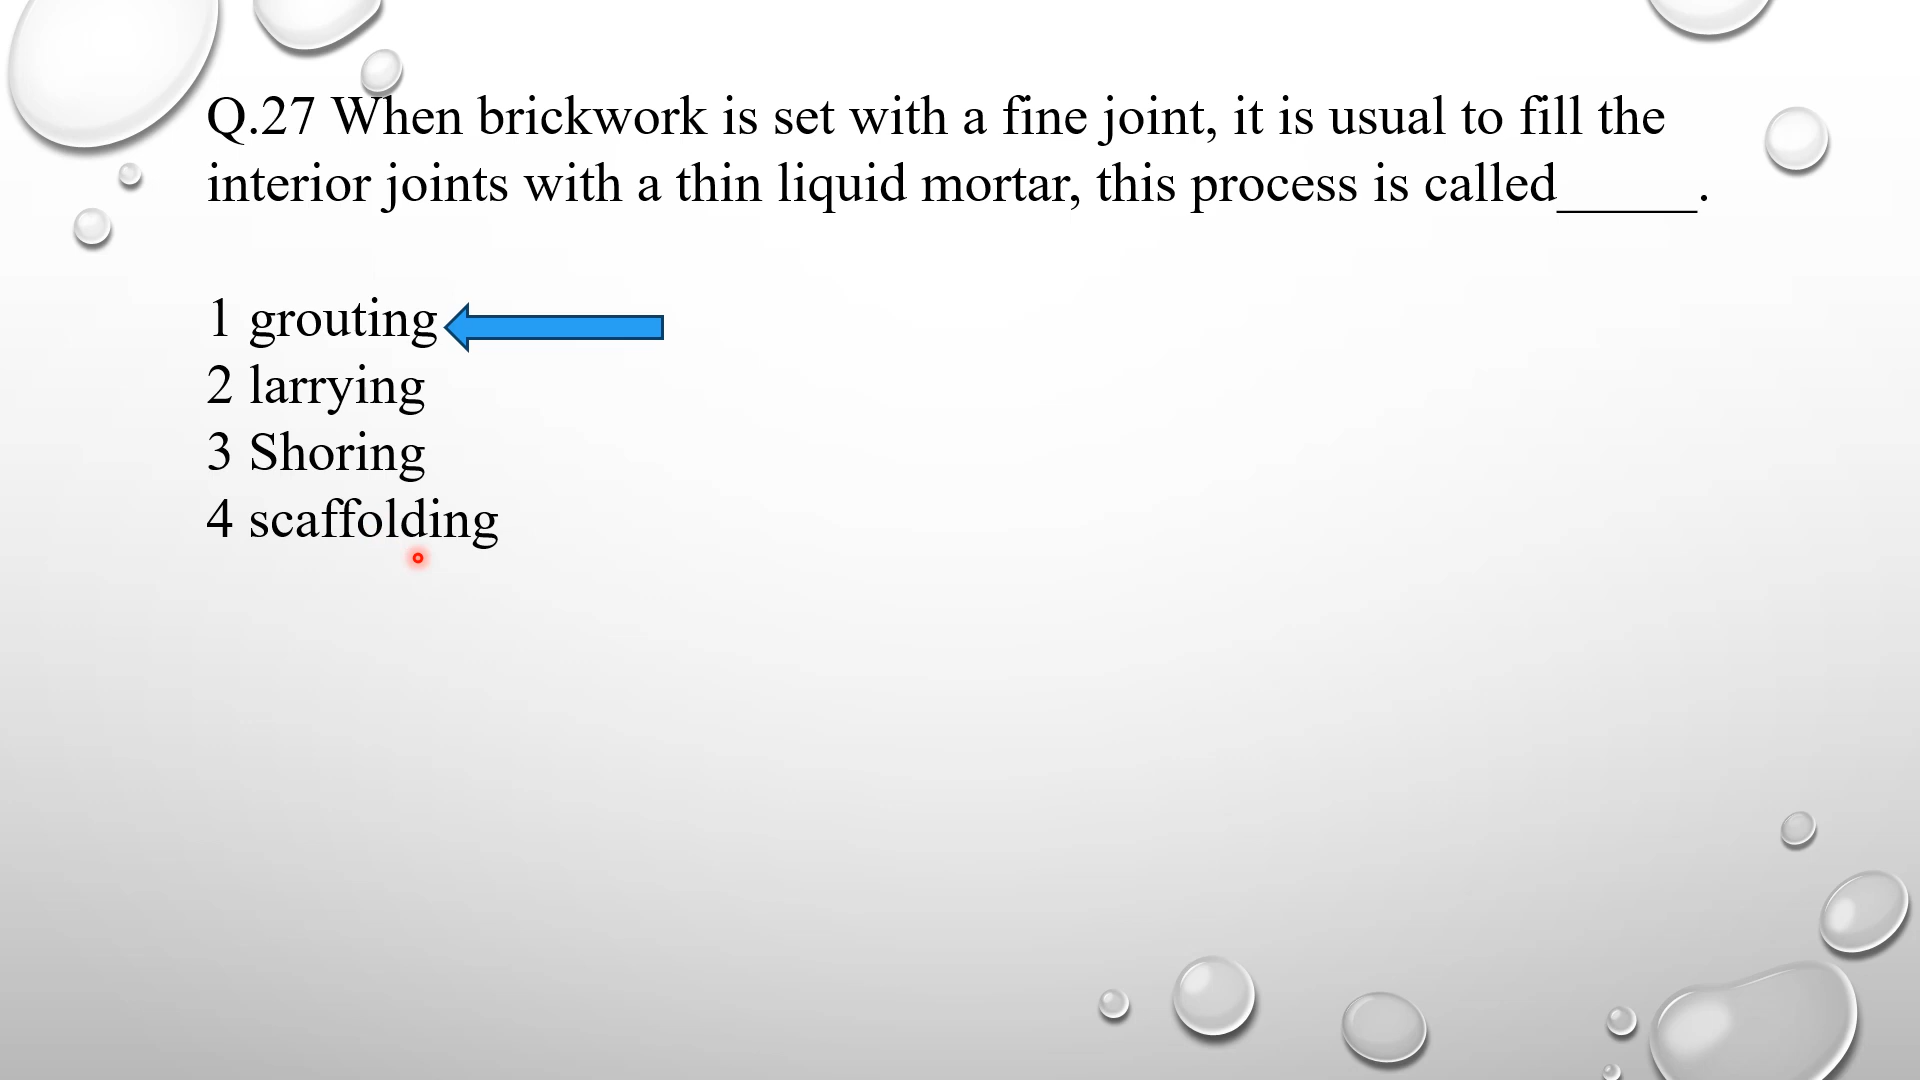 Q.27 When brickwork is set with a fine joint, it is usual to fill the
interior joints with a thin liquid mortar, this process is called_____.
1 grouting
2 larrying
3 Shoring
4 scaffolding